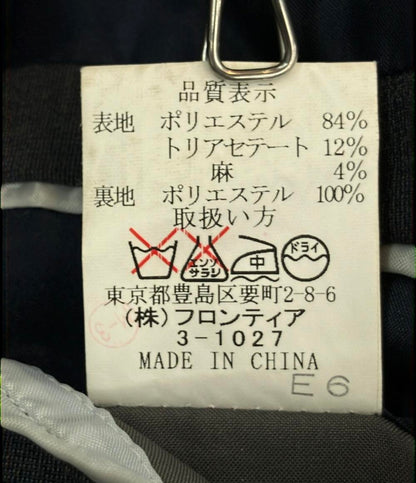 品質表示
表地 ポリエステル 84%
トリアセテート 12%
麻 4%
裏地 ポリエステル 100%
取扱い方
エンソサラシ 中 ドライ
東京都豊島区要町2-8-6
(株)フロンティア
3-1027
MADE IN CHINA
E6